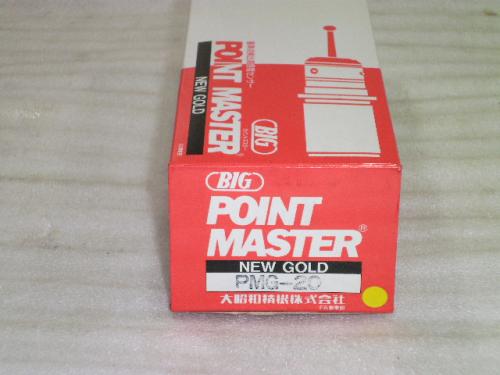 BIG
POINT MASTER
NEW GOLD
BIG
POINT
MASTER®
NEW GOLD
PMG-20
大昭和精機株式会社